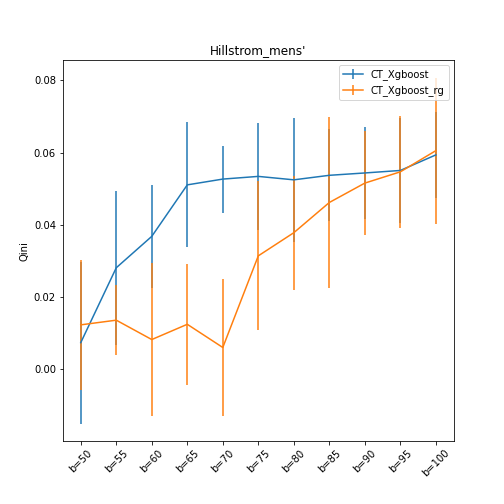 Hillstrom_mens'
CT_Xgboost
CT_Xgboost_rg
Qini
0.08
0.06
0.04
0.02
0.00
b=50
b=55
b=60
b=65
b=70
b=75
b=80
b=85
b=90
b=95
b=100